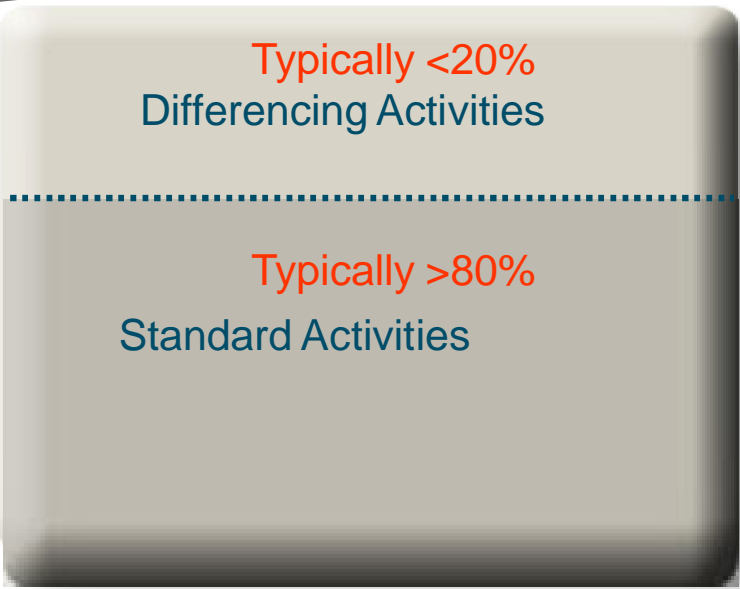 Typically <20%
Differencing Activities
Typically >80%
Standard Activities